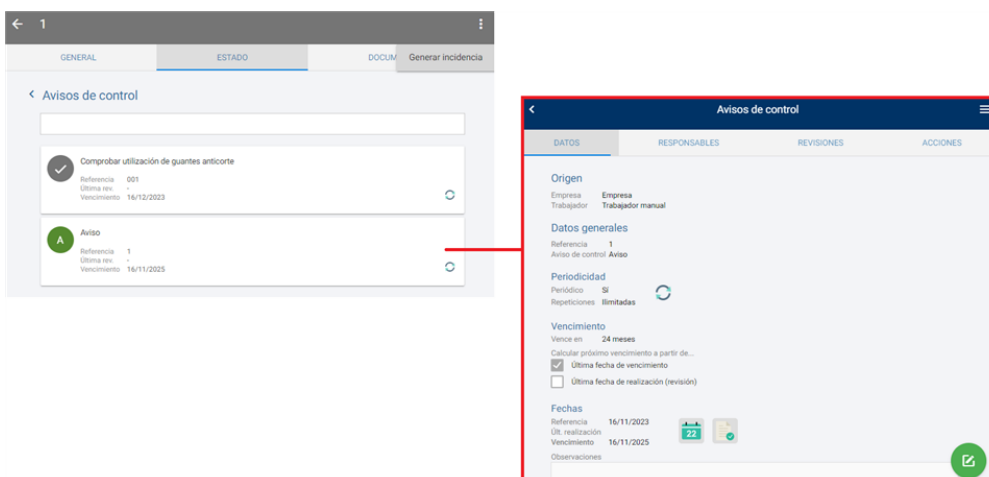 1
GENERAL ESTADO DOCUM Generar incidencia
Avisos de control
Comprobar utilización de guantes anticorte
Referencia 001
Última rev. -
Vencimiento 16/12/2023
A Aviso
Referencia 1
Última rev. -
Vencimiento 16/11/2025
Avisos de control
DATOS RESPONSABLES REVISIONES ACCIONES
Origen
Empresa Empresa
Trabajador Trabajador manual
Datos generales
Referencia 1
Aviso de control Aviso
Periodicidad
Periódico Sí
Repeticiones Ilimitadas
Vencimiento
Vence en 24 meses
Calcular próximo vencimiento a partir de...
Última fecha de vencimiento
Última fecha de realización (revisión)
Fechas
Referencia 16/11/2023
Últ. realización
22
Vencimiento 16/11/2025
Observaciones